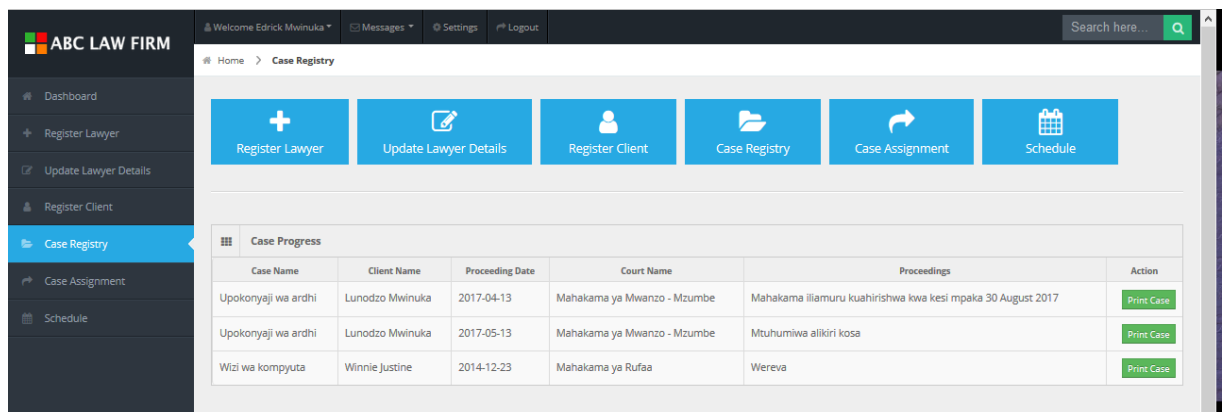 ABC LAW FIRM
Welcome Edrick Mwinuka
Messages
Settings
Logout
Search here...
Home > Case Registry
Dashboard
Register Lawyer
Update Lawyer Details
Register Client
Case Registry
Case Assignment
Schedule
Register Lawyer
Update Lawyer Details
Register Client
Case Registry
Case Assignment
Schedule
Case Progress
Case Name Client Name Proceeding Date Court Name Proceedings Action
Upokonyaji wa ardhi Lunodzo Mwinuka 2017-04-13 Mahakama ya Mwanzo - Mzumbe Mahakama iliamuru kuahirishwa kwa kesi mpaka 30 August 2017 Print Case
Upokonyaji wa ardhi Lunodzo Mwinuka 2017-05-13 Mahakama ya Mwanzo - Mzumbe Mtuhumiwa alikiri kosa Print Case
Wizi wa kompyuta Winnie Justine 2014-12-23 Mahakama ya Rufaa Wereva Print Case